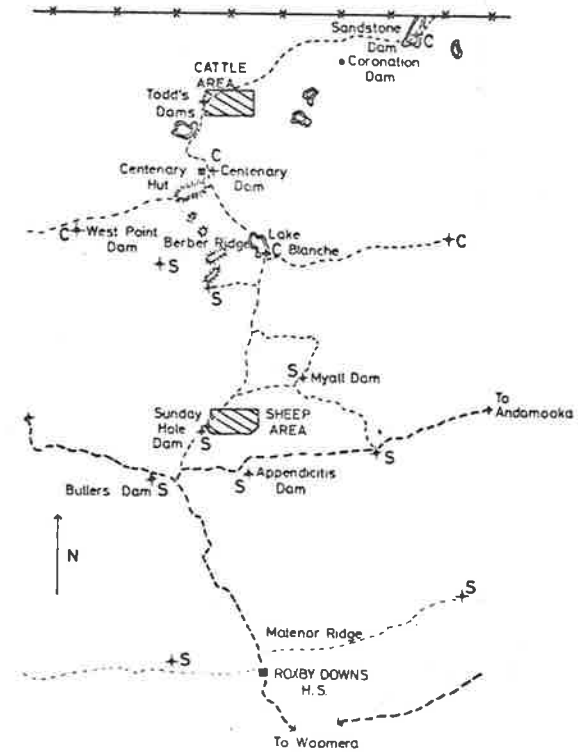 Sandstone
Dam
C
Coronation
Dam
CATTLE
AREA
Todd's
Dams
C
Centenary
Hut
Centenary
Dam
C
West Point
Dam
Berber Ridge
Lake
Blanche
C
C
S
S
S
Myall Dam
Sunday
Hole
Dam
S
SHEEP
AREA
To
Andamooka
S
Bullers Dam
S
S
Appendicitis
Dam
N
S
Malenor Ridge
S
ROXBY DOWNS
H.S.
To Woomera